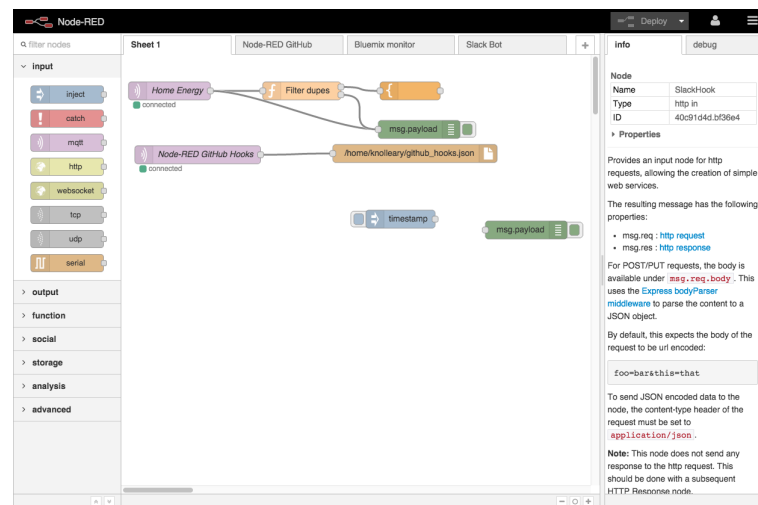 Node-RED
Deploy
filter nodes
Sheet 1
Node-RED GitHub
Bluemix monitor
Slack Bot
+
info
debug
input
inject
catch
mqtt
http
websocket
tcp
udp
serial
output
function
social
storage
analysis
advanced
Home Energy
connected
Filter dupes
msg.payload
Node-RED GitHub Hooks
connected
/home/knolleary/github_hooks.json
timestamp
msg.payload
Node
Name SlackHook
Type http in
ID 40c91d4d.bf36e4
Properties
Provides an input node for http
requests, allowing the creation of simple
web services.
The resulting message has the following
properties:
• msg.req : http request
• msg.res : http response
For POST/PUT requests, the body is
available under msg.req.body. This
uses the Express bodyParser
middleware to parse the content to a
JSON object.
By default, this expects the body of the
request to be url encoded:
foo=bar&this=that
To send JSON encoded data to the
node, the content-type header of the
request must be set to
application/json.
Note: This node does not send any
response to the http request. This
should be done with a subsequent
HTTP Response node.